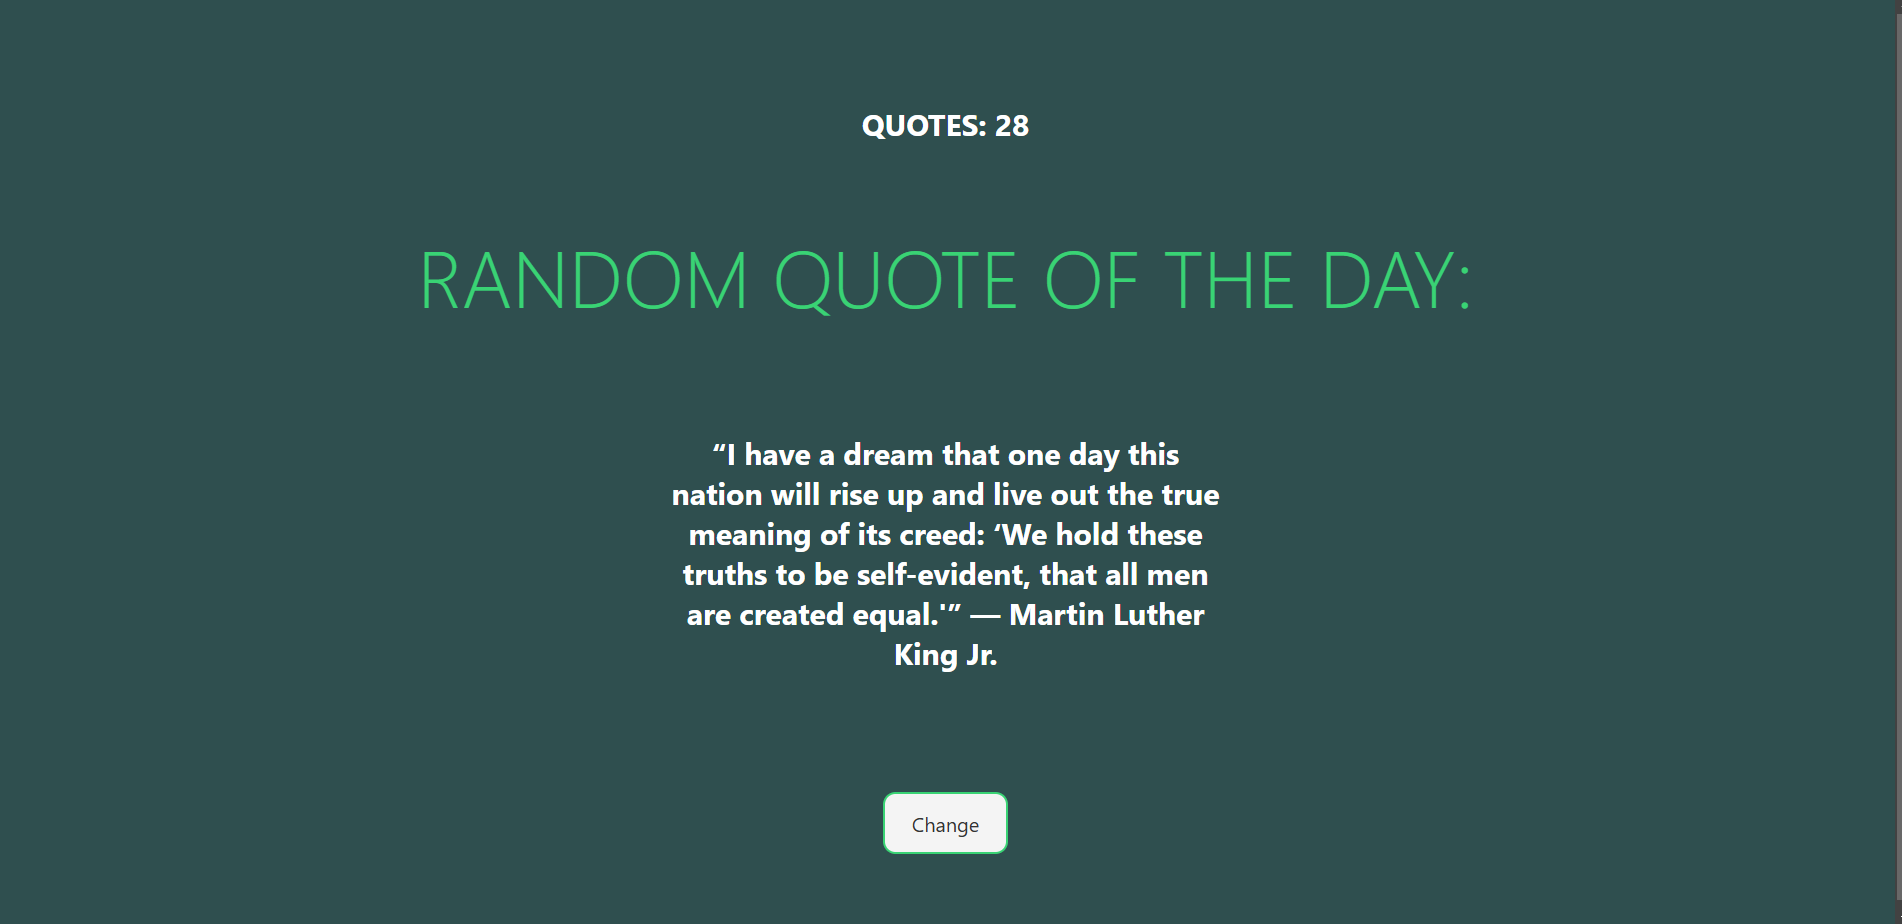 QUOTES: 28
RANDOM QUOTE OF THE DAY:
“I have a dream that one day this
nation will rise up and live out the true
meaning of its creed: ‘We hold these
truths to be self-evident, that all men
are created equal.'” — Martin Luther
King Jr.
Change